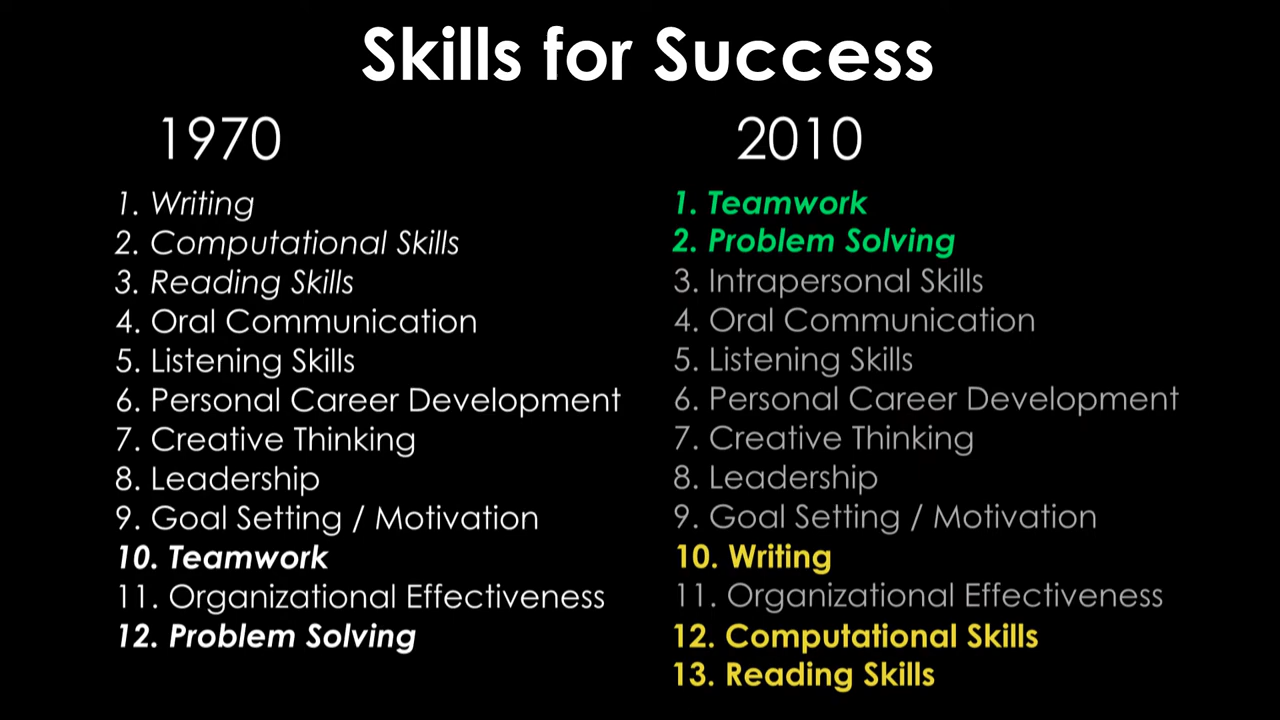 Skills for Success
1970
1. Writing
2. Computational Skills
3. Reading Skills
4. Oral Communication
5. Listening Skills
6. Personal Career Development
7. Creative Thinking
8. Leadership
9. Goal Setting / Motivation
10. Teamwork
11. Organizational Effectiveness
12. Problem Solving
2010
1. Teamwork
2. Problem Solving
3. Intrapersonal Skills
4. Oral Communication
5. Listening Skills
6. Personal Career Development
7. Creative Thinking
8. Leadership
9. Goal Setting / Motivation
10. Writing
11. Organizational Effectiveness
12. Computational Skills
13. Reading Skills